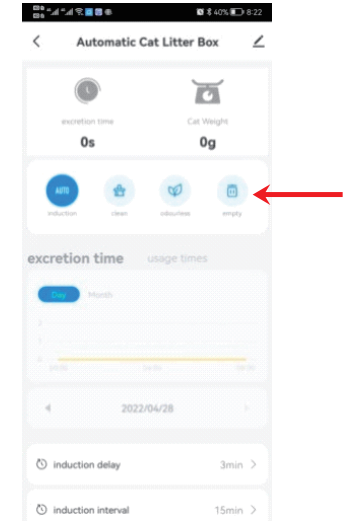 40% 8:22
Automatic Cat Litter Box
excretion time Cat Weight
0s 0g
AUTO
induction clean odourless empty
excretion time usage times
Day Month
2022/04/28
induction delay 3min
induction interval 15min